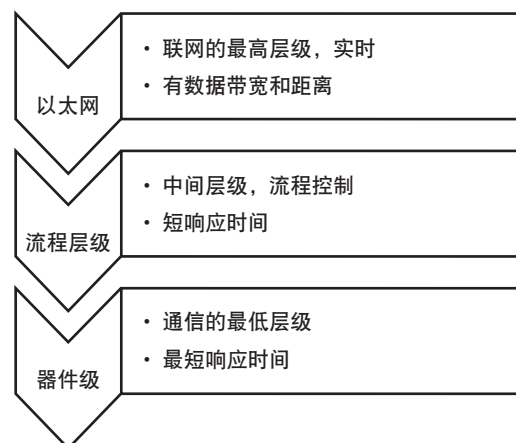 以太网
· 联网的最高层级，实时
· 有数据带宽和距离
流程层级
· 中间层级，流程控制
· 短响应时间
器件级
· 通信的最低层级
· 最短响应时间